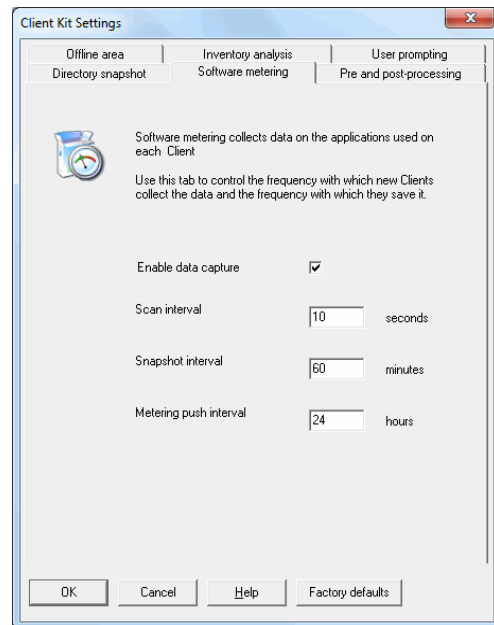 Client Kit Settings
Offline area
Inventory analysis
User prompting
Directory snapshot
Software metering
Pre and post-processing
Software metering collects data on the applications used on
each Client
Use this tab to control the frequency with which new Clients
collect the data and the frequency with which they save it.
Enable data capture
Scan interval
10
seconds
Snapshot interval
60
minutes
Metering push interval
24
hours
OK
Cancel
Help
Factory defaults